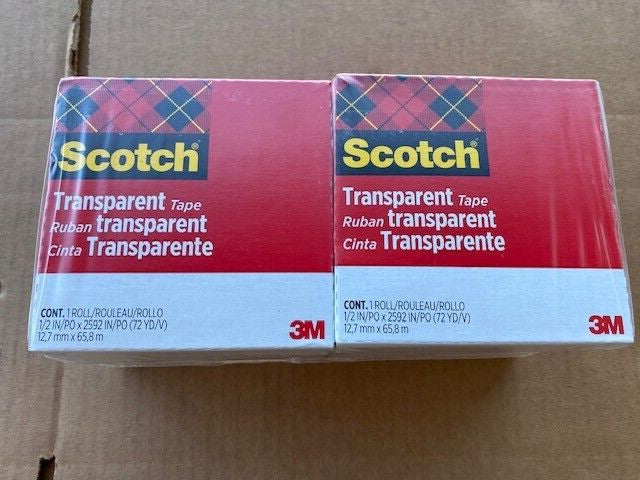 Scotch®
Transparent Tape
Ruban transparent
Cinta Transparente
CONT. 1 ROLL/ROULEAU/ROLLO
1/2 IN/PO x 2592 IN/PO (72 YD/V)
12,7 mm x 65,8 m
3M
Scotch®
Transparent Tape
Ruban transparent
Cinta Transparente
CONT. 1 ROLL/ROULEAU/ROLLO
1/2 IN/PO x 2592 IN/PO (72 YD/V)
12,7 mm x 65,8 m
3M